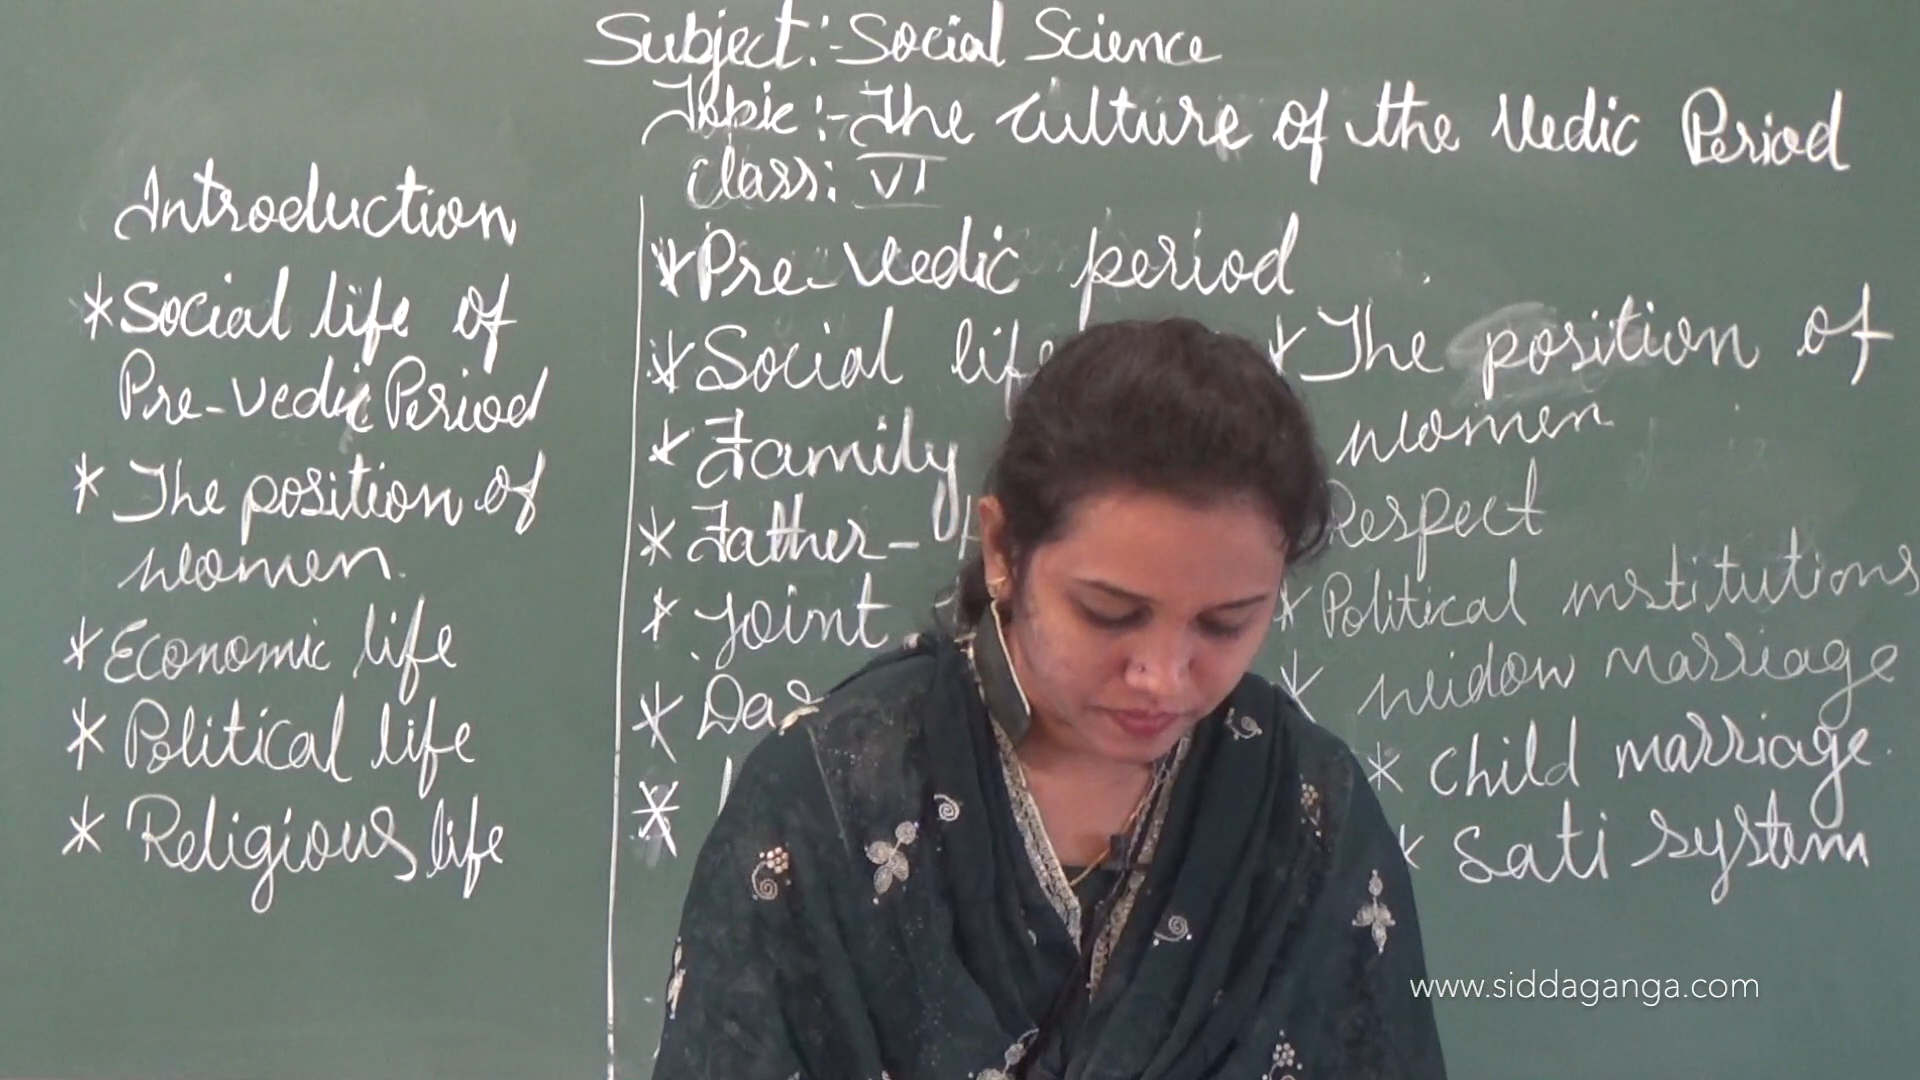 Subject:-Social Science
Topic:-The culture of the Vedic Period
class: VI
Introduction
*Social life of
Pre-vedic Period
* The position of
women.
*Economic life
* Political life
* Religious life
*Pre-Vedic period
* Social life
* Family
* Father-
* Joint
*
*
* The position of
women
Respect
* Political institutions
* widow marriage
* child marriage.
* Sati system
www.siddaganga.com